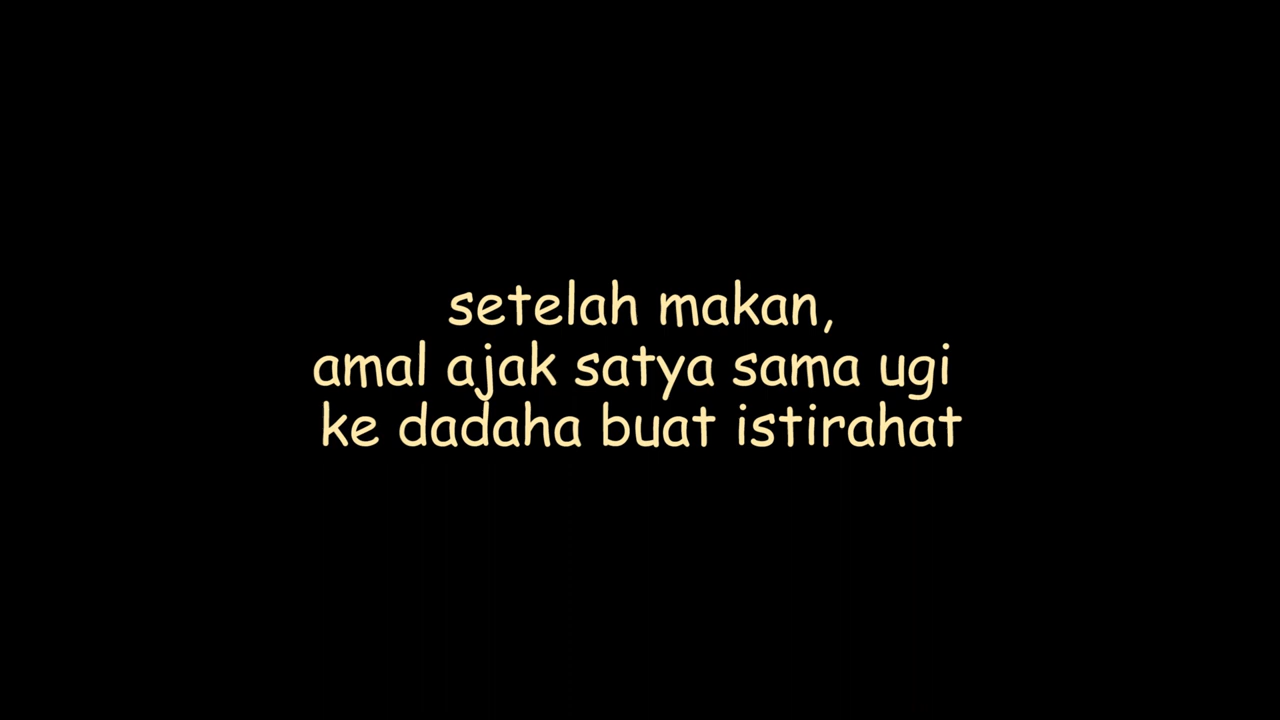 setelah makan,
amal ajak satya sama ugi
ke dadaha buat istirahat